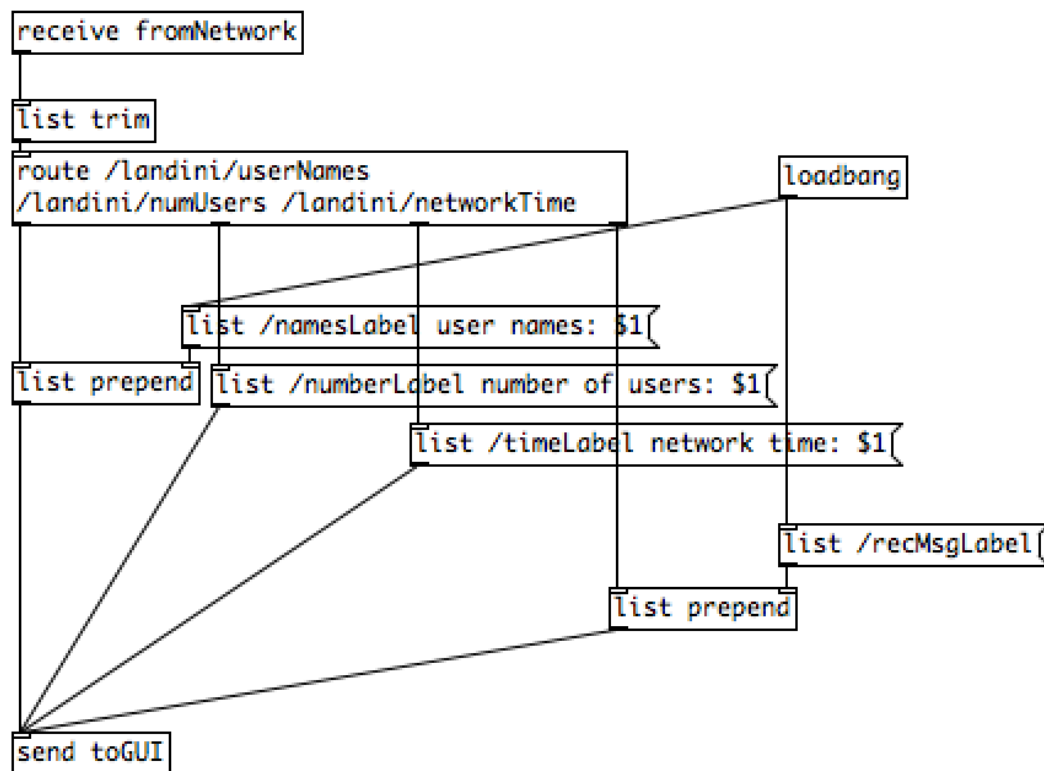 receive fromNetwork
list trim
route /landini/userNames
/landini/numUsers /landini/networkTime
loadbang
list /namesLabel user names: $1
list prepend
list /numberLabel number of users: $1
list /timeLabel network time: $1
list /recMsgLabel
list prepend
send toGUI